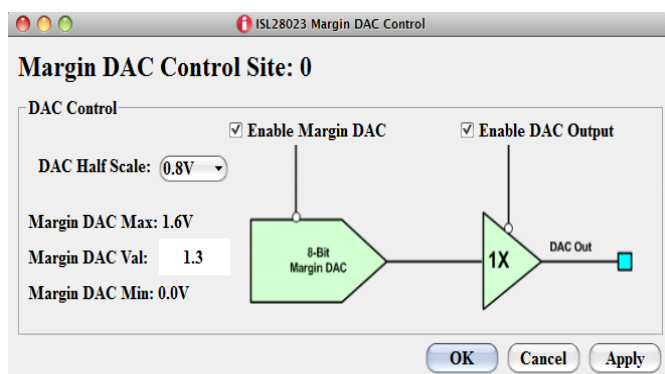 ISL28023 Margin DAC Control
Margin DAC Control Site: 0
DAC Control
Enable Margin DAC
Enable DAC Output
DAC Half Scale: 0.8V
Margin DAC Max: 1.6V
Margin DAC Val: 1.3
Margin DAC Min: 0.0V
8-Bit
Margin DAC
1X
DAC Out
OK
Cancel
Apply